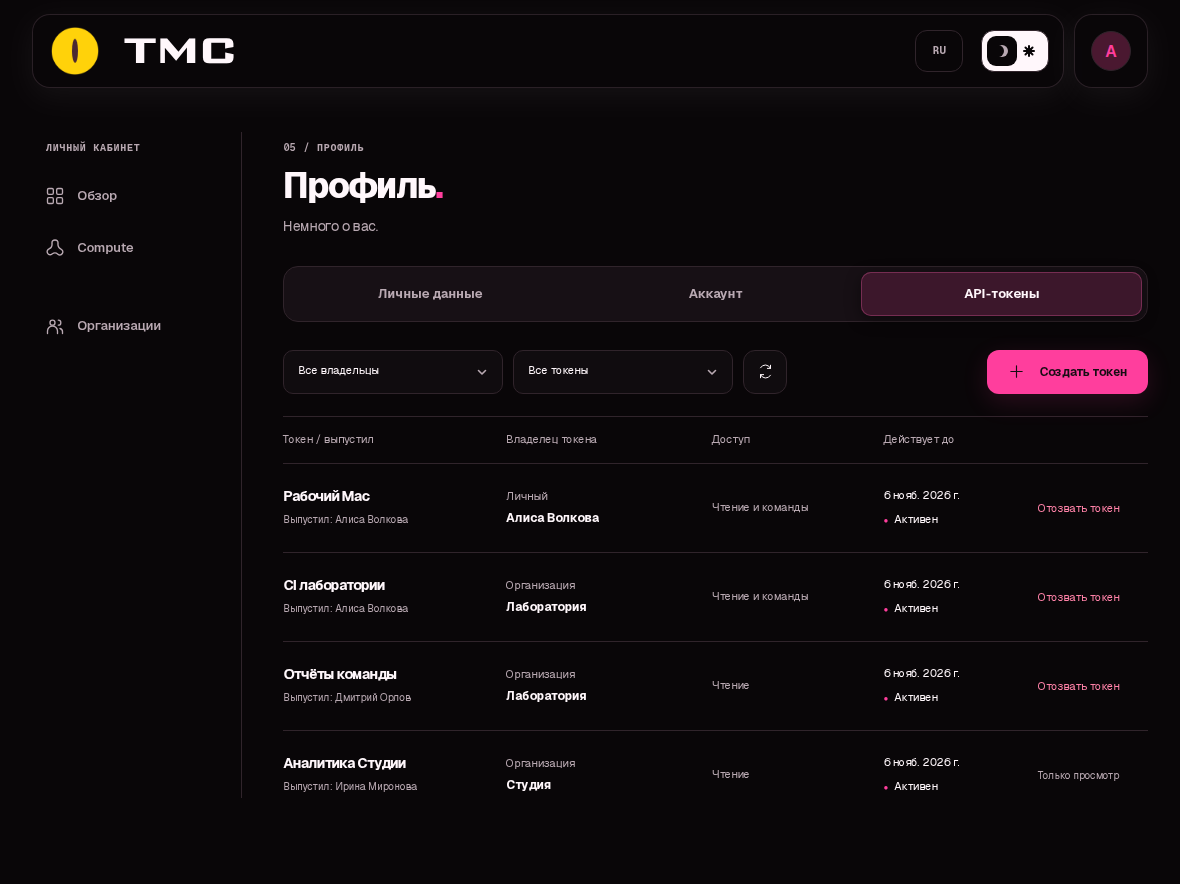 TMC
RU
A
ЛИЧНЫЙ КАБИНЕТ
Обзор
Compute
Организации
05 / ПРОФИЛЬ
Профиль.
Немного о вас.
Личные данные
Аккаунт
API-токены
Все владельцы
Все токены
Создать токен
Токен / выпустил
Владелец токена
Доступ
Действует до
Рабочий Mac
Выпустил: Алиса Волкова
Личный
Алиса Волкова
Чтение и команды
6 нояб. 2026 г.
Активен
Отозвать токен
CI лаборатории
Выпустил: Алиса Волкова
Организация
Лаборатория
Чтение и команды
6 нояб. 2026 г.
Активен
Отозвать токен
Отчёты команды
Выпустил: Дмитрий Орлов
Организация
Лаборатория
Чтение
6 нояб. 2026 г.
Активен
Отозвать токен
Аналитика Студии
Выпустил: Ирина Миронова
Организация
Студия
Чтение
6 нояб. 2026 г.
Активен
Только просмотр